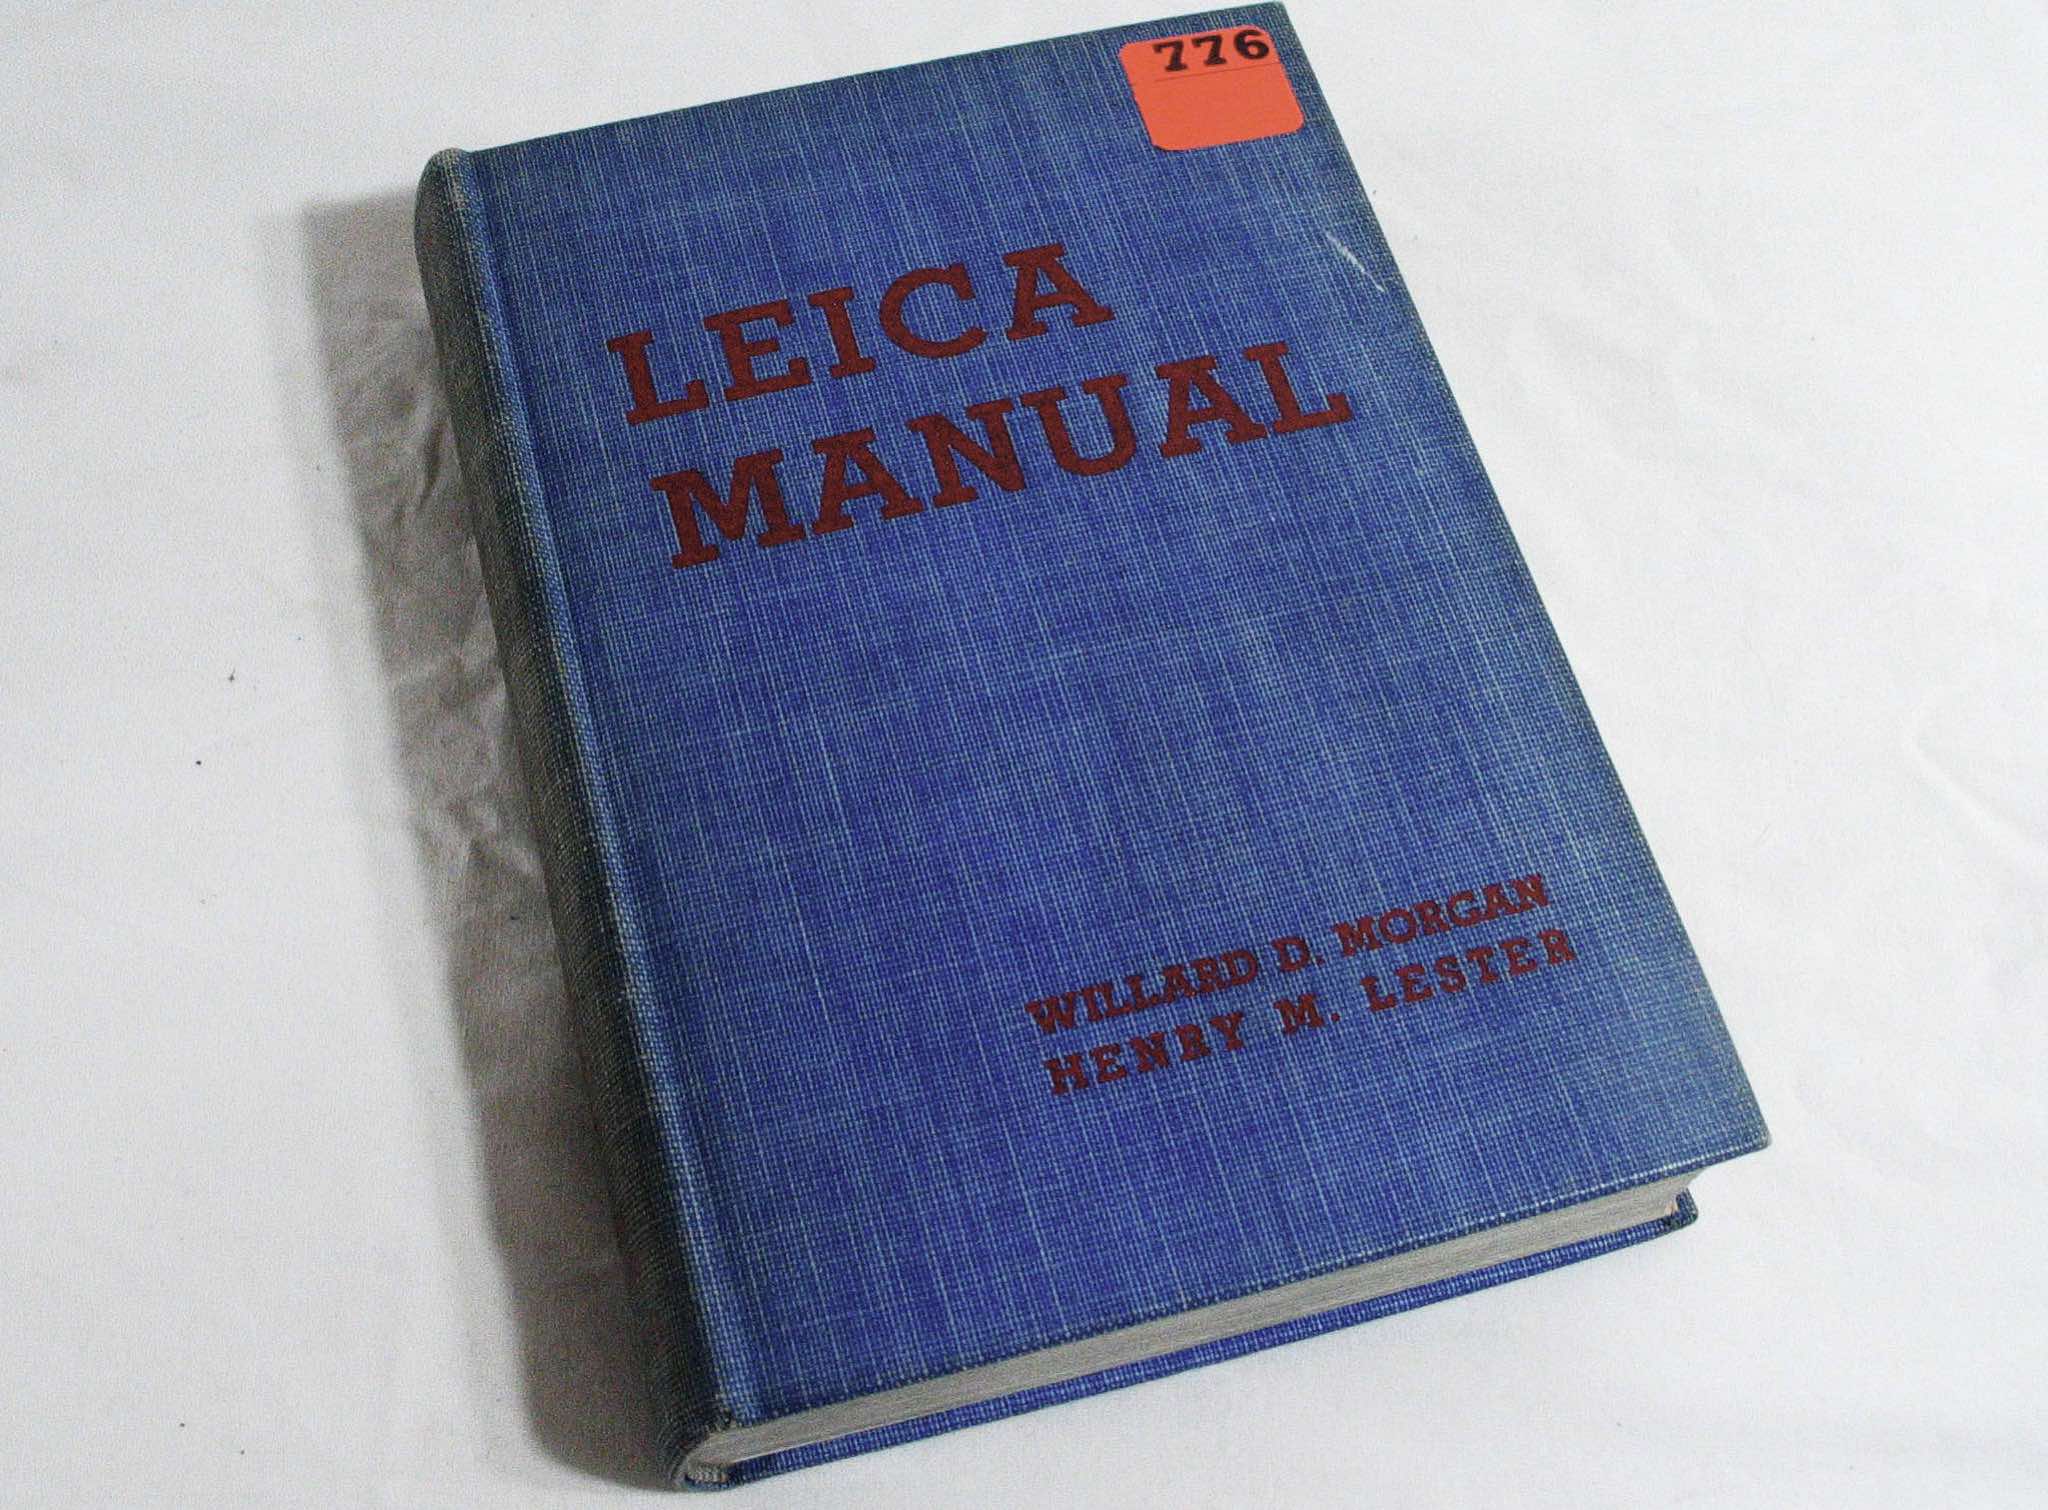 776
LEICA
MANUAL
WILLARD D. MORGAN
HENRY M. LESTER